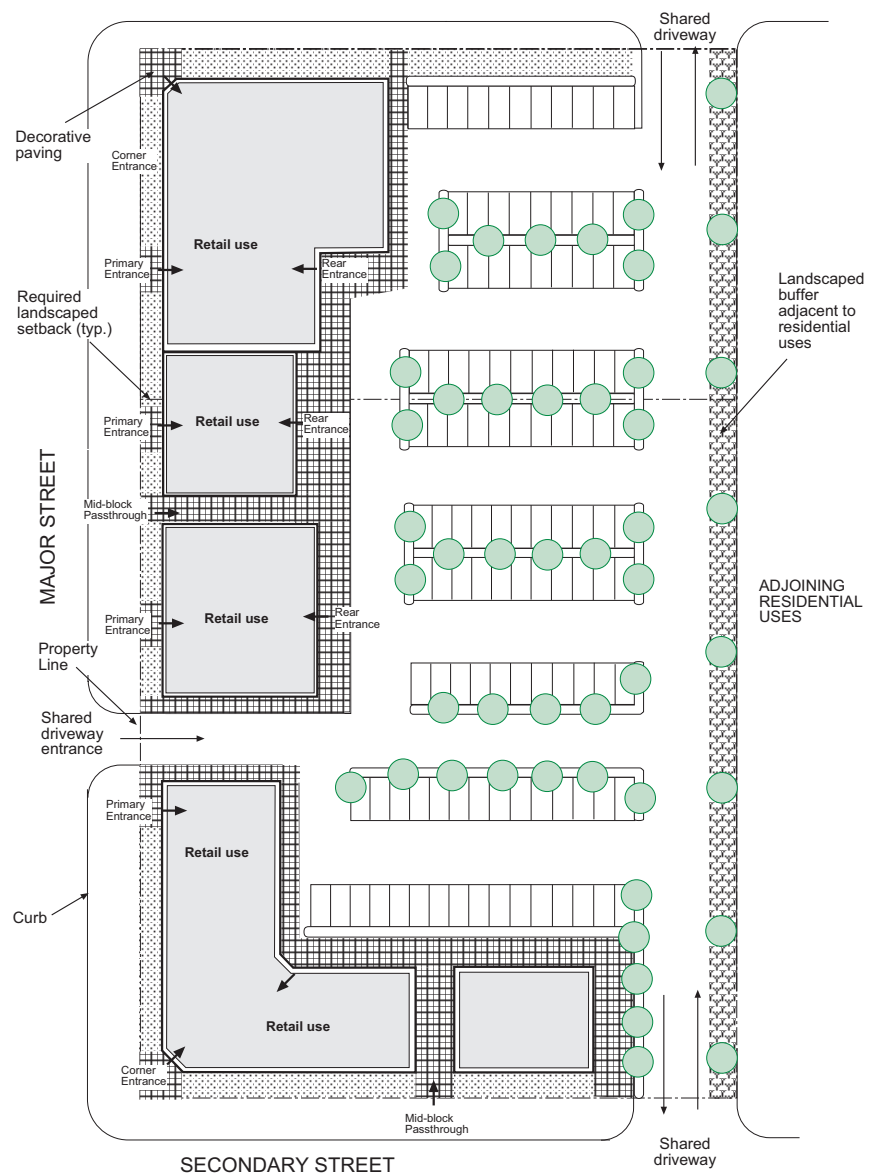 Shared
driveway
Decorative
paving
Corner
Entrance
Retail use
Primary
Entrance
Rear
Entrance
Required
landscaped
setback (typ.)
Landscaped
buffer
adjacent to
residential
uses
Retail use
Primary
Entrance
Rear
Entrance
MAJOR STREET
Mid-block
Passthrough
ADJOINING
RESIDENTIAL
USES
Retail use
Primary
Entrance
Rear
Entrance
Property
Line
Shared
driveway
entrance
Primary
Entrance
Retail use
Curb
Retail use
Corner
Entrance
Mid-block
Passthrough
Shared
driveway
SECONDARY STREET